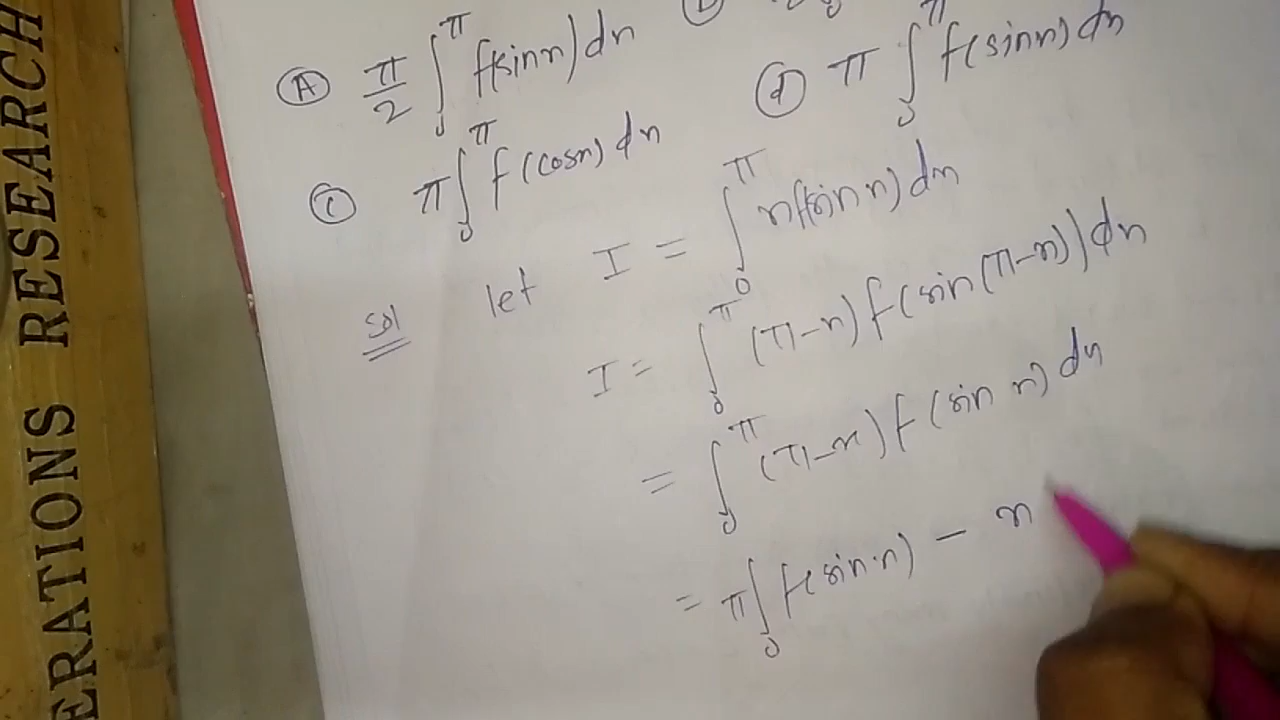 (A) π/2 ∫₀^π f(sin x) dx
(d) π ∫₀^π f(sin x) dx
(C) π ∫₀^π f(cos x) dx
Sol let I = ∫₀^π x f(sin x) dx
I = ∫₀^π (π-x) f(sin(π-x)) dx
= ∫₀^π (π-x) f(sin x) dx
= π ∫₀ f(sin x) - x
ERATIONS RESEARCH